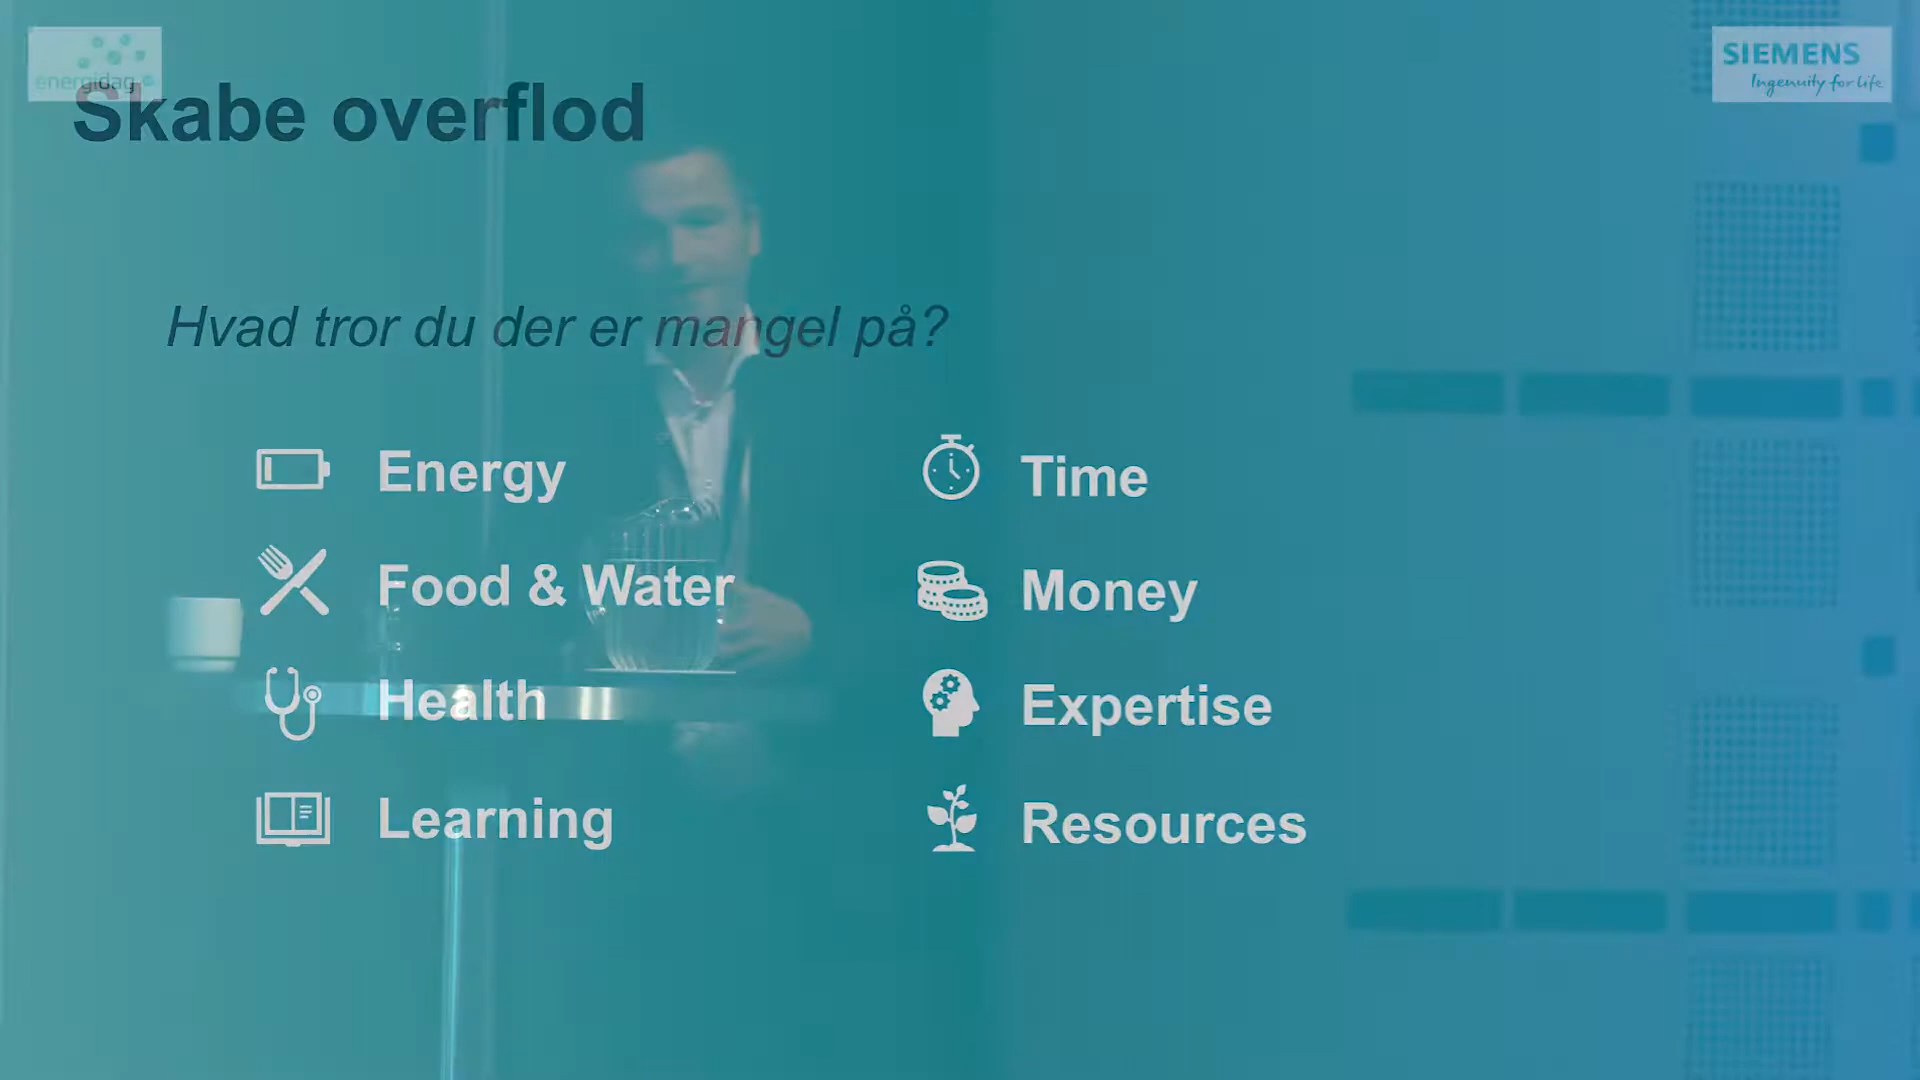 energidag
SIEMENS
Ingenuity for life
Skabe overflod
Hvad tror du der er mangel på?
Energy
Time
Food & Water
Money
Health
Expertise
Learning
Resources